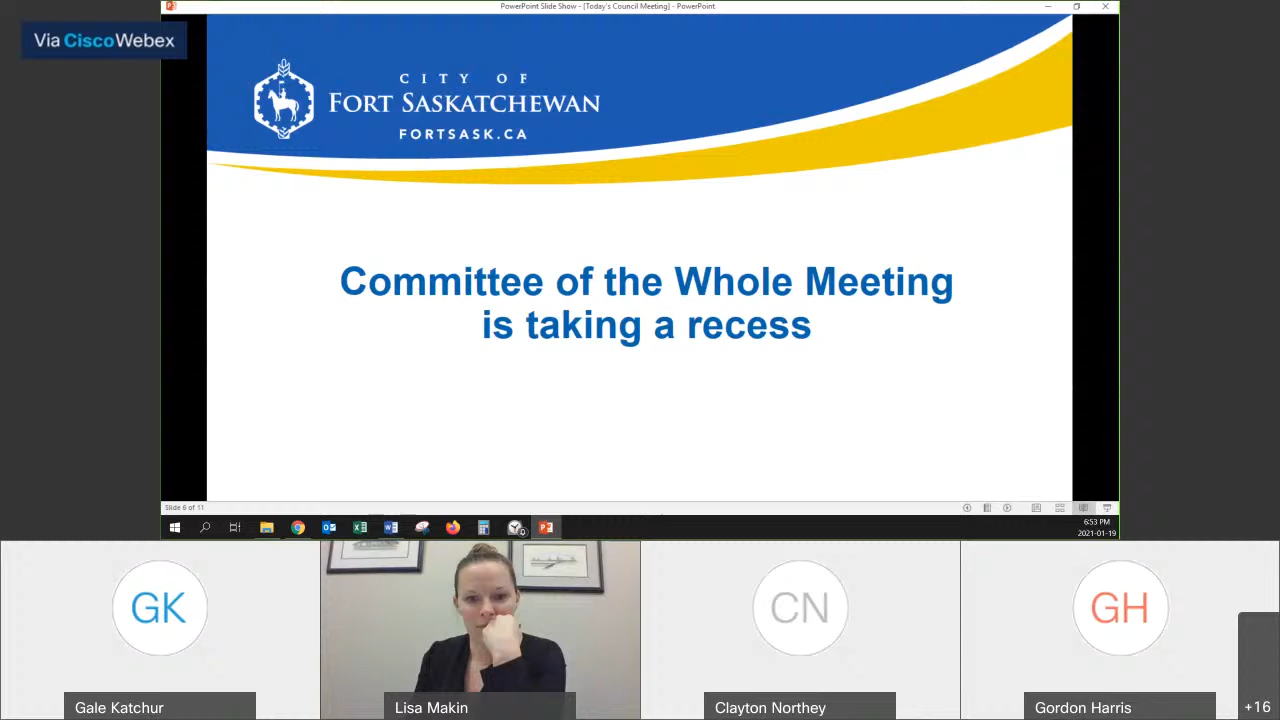 PowerPoint Slide Show - [Today's Council Meeting] - PowerPoint
Via CiscoWebex
CITY OF
FORT SASKATCHEWAN
FORTSASK.CA
Committee of the Whole Meeting
is taking a recess
Slide 6 of 11
6:53 PM
2021-01-19
GK
CN
GH
Gale Katchur
Lisa Makin
Clayton Northey
Gordon Harris
+16